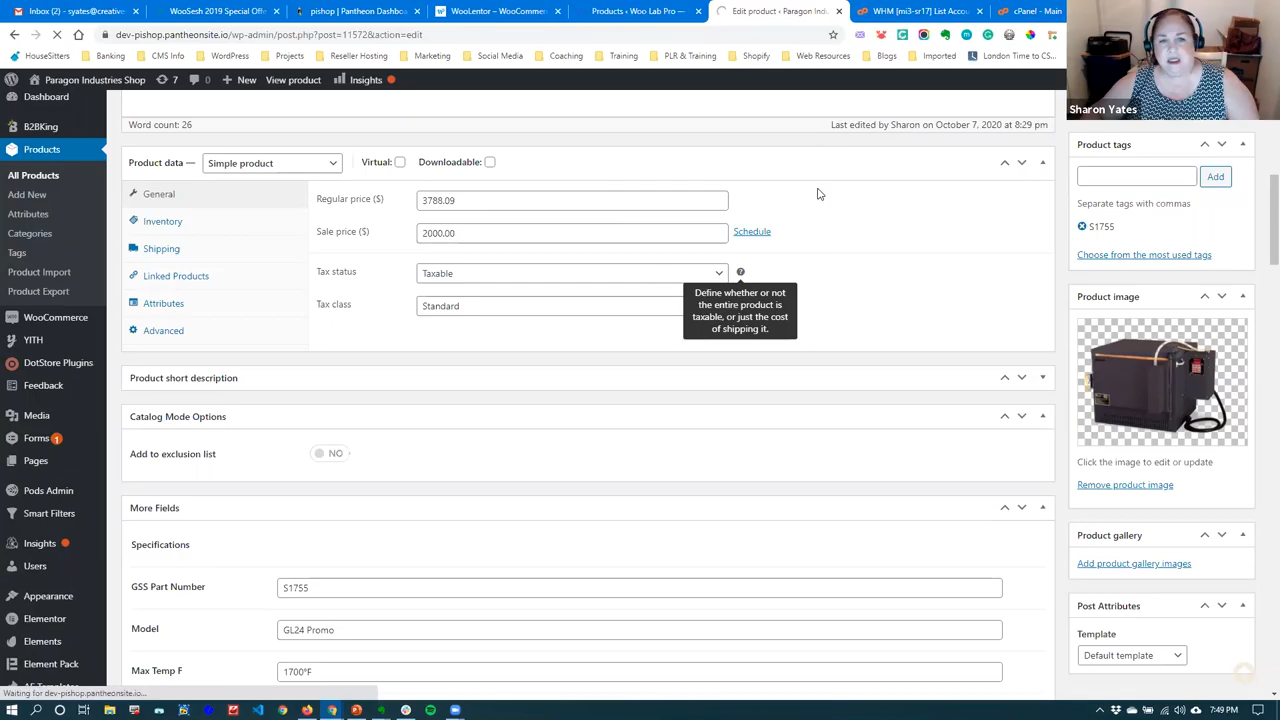 Inbox (96) - syates@creative
WooSesh 2019 Special Offe
pishop | Pantheon Dashboa
WooLentor – WooCommerc
Products ‹ Woo Lab Pro —
Edit product ‹ Paragon Indus
WHM [mi3-sr17] List Accou
cPanel - Main
dev-pishop.pantheonsite.io/wp-admin/post.php?post=11572&action=edit
HouseSitters
Banking
CMS Info
WordPress
Projects
Reseller Hosting
Marketing
Social Media
Coaching
Training
PLR & Training
Shopify
Web Resources
Blogs
Imported
London Time to CS...
Sharon Yates
Paragon Industries Shop
7
0
New
View product
Insights
Dashboard
B2BKing
Products
All Products
Add New
Attributes
Categories
Tags
Product Import
Product Export
WooCommerce
YITH
DotStore Plugins
Feedback
Media
Forms 1
Pages
Pods Admin
Smart Filters
Insights
Users
Appearance
Elementor
Elements
Element Pack
AE Templates
Word count: 26
Last edited by Sharon on October 7, 2020 at 8:29 pm
Product data —
Simple product
Virtual:
Downloadable:
General
Inventory
Shipping
Linked Products
Attributes
Advanced
Regular price ($)
3788.09
Sale price ($)
2000.00
Schedule
Tax status
Taxable
?
Define whether or not
the entire product is
taxable, or just the cost
of shipping it.
Tax class
Standard
Product short description
Catalog Mode Options
Add to exclusion list
NO
More Fields
Specifications
GSS Part Number
S1755
Model
GL24 Promo
Max Temp F
1700°F
Product tags
Add
Separate tags with commas
S1755
Choose from the most used tags
Product image
Click the image to edit or update
Remove product image
Product gallery
Add product gallery images
Post Attributes
Template
Default template
Waiting for dev-pishop.pantheonsite.io...
7:49 PM